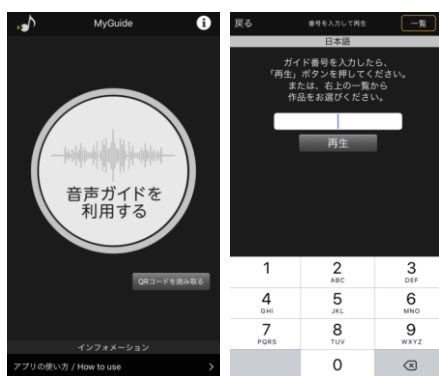 MyGuide
音声ガイドを
利用する
QRコードを読み取る
インフォメーション
アプリの使い方 / How to use
戻る
番号を入力して再生
一覧
日本語
ガイド番号を入力したら、
「再生」ボタンを押してください。
または、右上の一覧から
作品をお選びください。
再生
1
2
ABC
3
DEF
4
GHI
5
JKL
6
MNO
7
PQRS
8
TUV
9
WXYZ
0